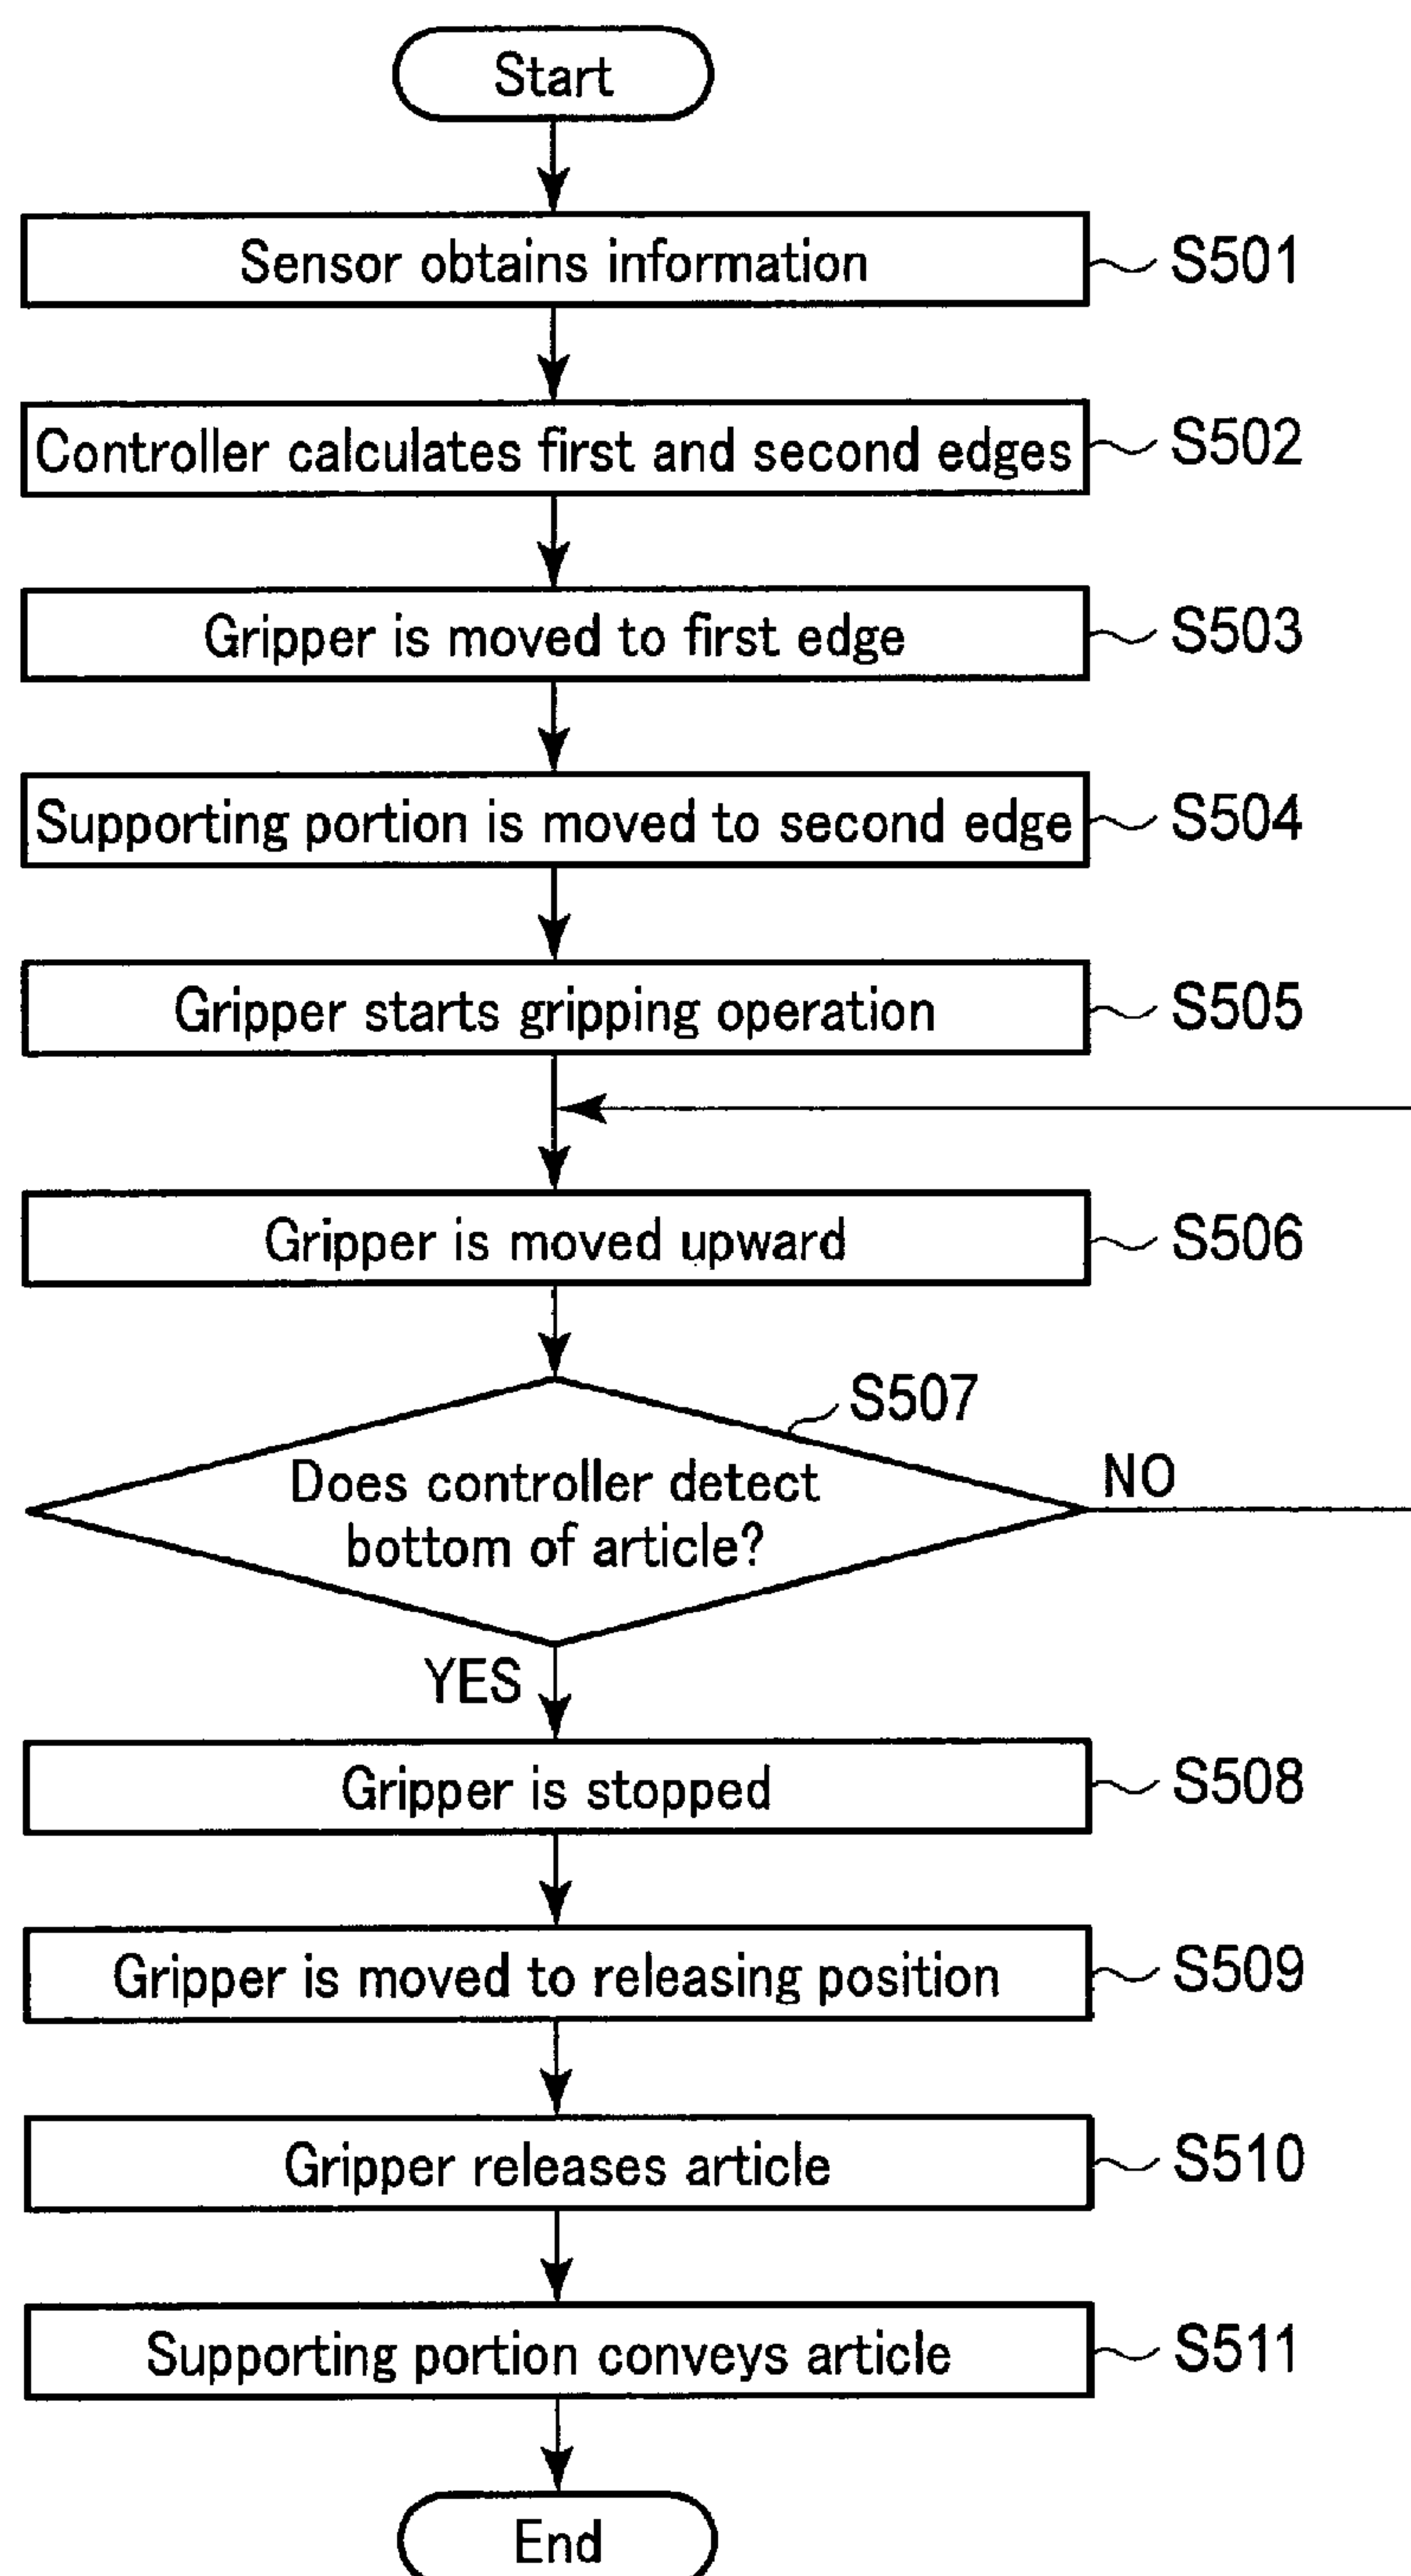 Start
Sensor obtains information
S501
Controller calculates first and second edges
S502
Gripper is moved to first edge
S503
Supporting portion is moved to second edge
S504
Gripper starts gripping operation
S505
Gripper is moved upward
S506
S507
Does controller detect
bottom of article?
NO
YES
Gripper is stopped
S508
Gripper is moved to releasing position
S509
Gripper releases article
S510
Supporting portion conveys article
S511
End